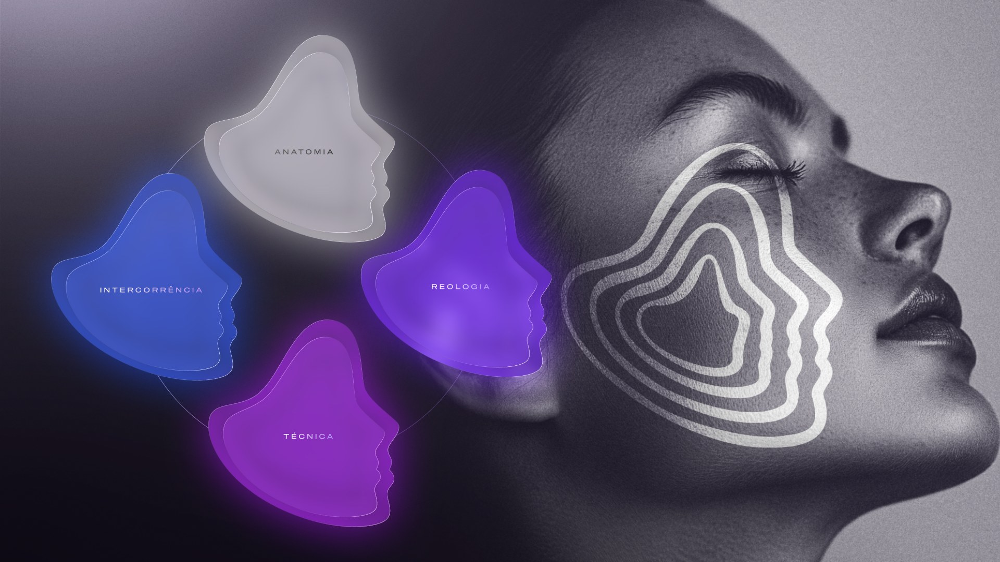 ANATOMIA
INTERCORRÊNCIA
REOLOGIA
TÉCNICA